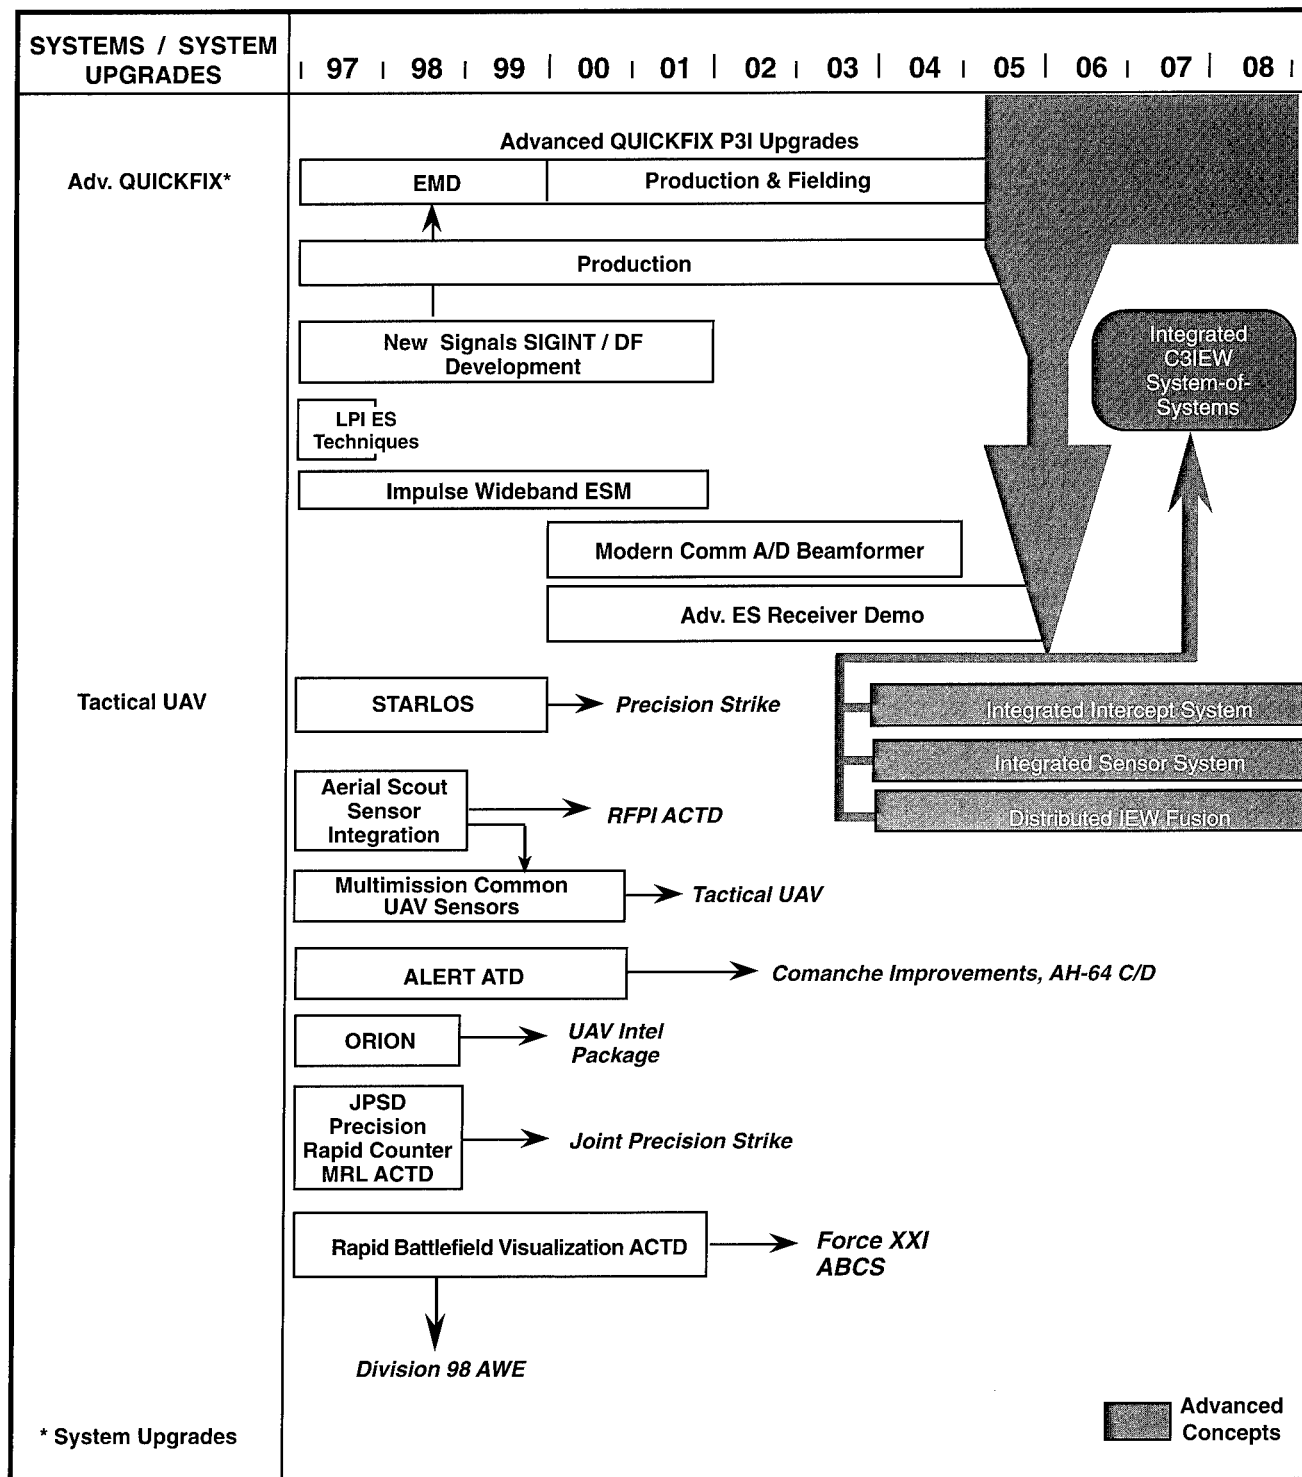 SYSTEMS / SYSTEM
UPGRADES
97 98 99 00 01 02 03 04 05 06 07 08
Advanced QUICKFIX P3I Upgrades
Adv. QUICKFIX*
EMD
Production & Fielding
Production
New Signals SIGINT / DF
Development
Integrated
C3IEW
System-of-
Systems
LPI ES
Techniques
Impulse Wideband ESM
Modern Comm A/D Beamformer
Adv. ES Receiver Demo
Tactical UAV
STARLOS
Precision Strike
Integrated Intercept System
Integrated Sensor System
Distributed IEW Fusion
Aerial Scout
Sensor
Integration
RFPI ACTD
Multimission Common
UAV Sensors
Tactical UAV
ALERT ATD
Comanche Improvements, AH-64 C/D
ORION
UAV Intel
Package
JPSD
Precision
Rapid Counter
MRL ACTD
Joint Precision Strike
Rapid Battlefield Visualization ACTD
Force XXI
ABCS
Division 98 AWE
* System Upgrades
Advanced
Concepts